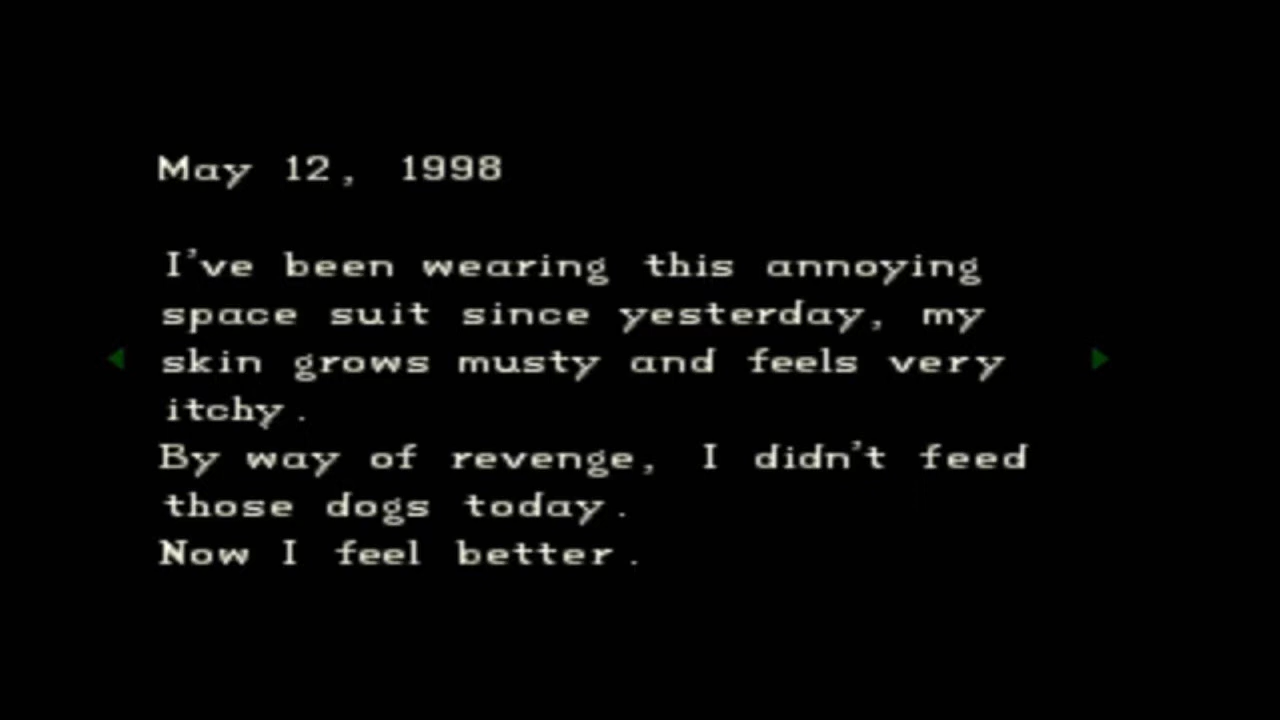 May 12, 1998
I've been wearing this annoying
space suit since yesterday, my
skin grows musty and feels very
itchy.
By way of revenge, I didn't feed
those dogs today.
Now I feel better.